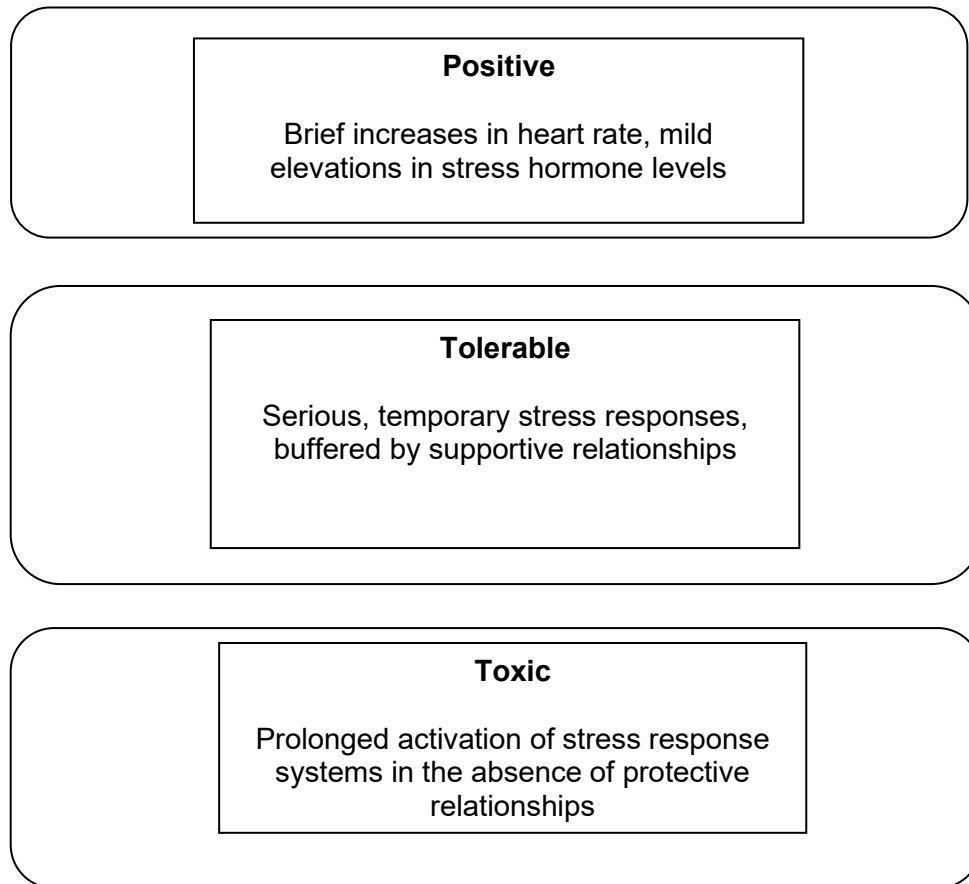 Positive
Brief increases in heart rate, mild
elevations in stress hormone levels
Tolerable
Serious, temporary stress responses,
buffered by supportive relationships
Toxic
Prolonged activation of stress response
systems in the absence of protective
relationships